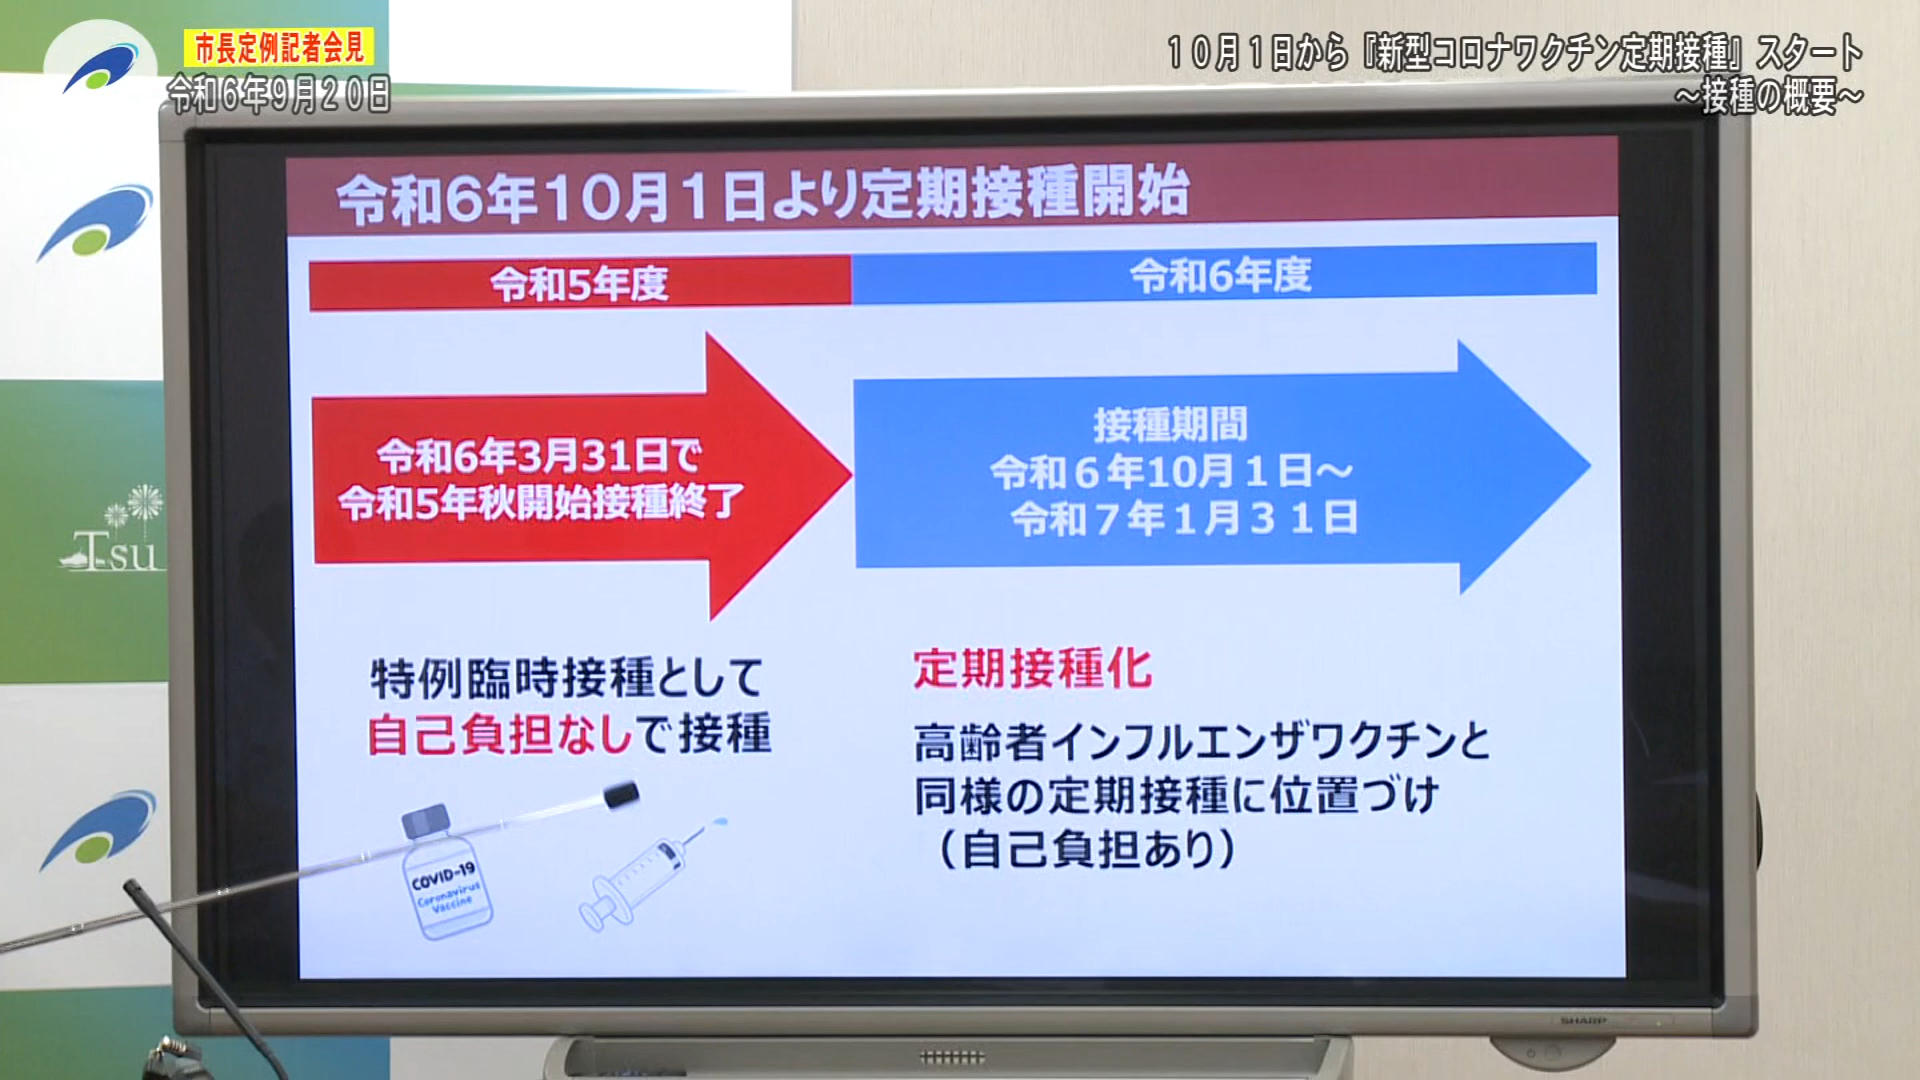 市長定例記者会見
令和6年9月20日
10月1日から『新型コロナワクチン定期接種』スタート
～接種の概要～
令和6年10月1日より定期接種開始
令和5年度
令和6年度
令和6年3月31日で
令和5年秋開始接種終了
接種期間
令和６年10月１日～
令和７年１月３１日
特例臨時接種として
自己負担なしで接種
定期接種化
高齢者インフルエンザワクチンと
同様の定期接種に位置づけ
（自己負担あり）
COVID-19
Coronavirus
Vaccine
Tsu
SHARP